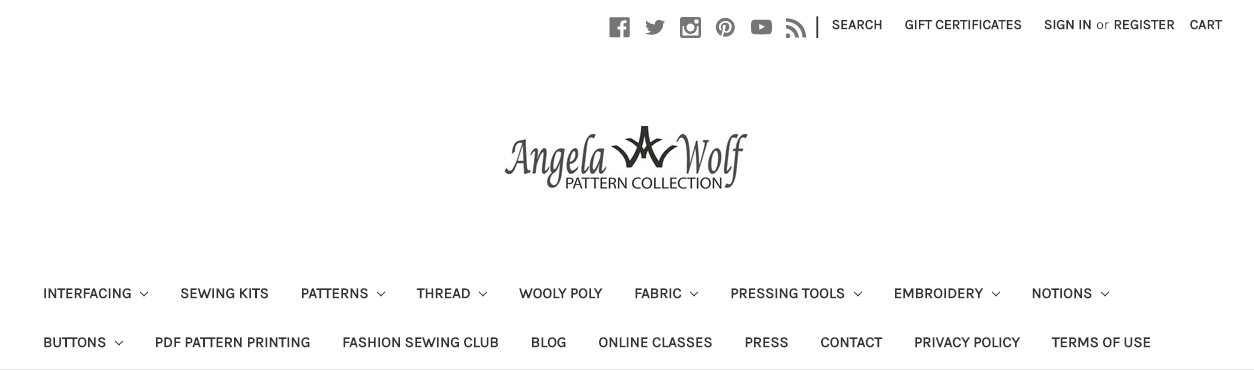 SEARCH GIFT CERTIFICATES SIGN IN or REGISTER CART
Angela Wolf
PATTERN COLLECTION
INTERFACING SEWING KITS PATTERNS THREAD WOOLY POLY FABRIC PRESSING TOOLS EMBROIDERY NOTIONS
BUTTONS PDF PATTERN PRINTING FASHION SEWING CLUB BLOG ONLINE CLASSES PRESS CONTACT PRIVACY POLICY TERMS OF USE